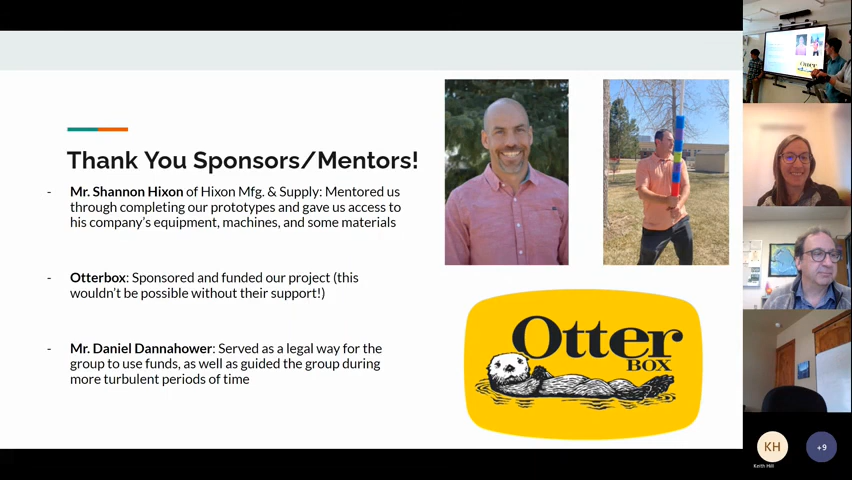 Thank You Sponsors/Mentors!
- Mr. Shannon Hixon of Hixon Mfg. & Supply: Mentored us
through completing our prototypes and gave us access to
his company's equipment, machines, and some materials
- Otterbox: Sponsored and funded our project (this
wouldn't be possible without their support!)
- Mr. Daniel Dannahower: Served as a legal way for the
group to use funds, as well as guided the group during
more turbulent periods of time
Otter
BOX
KH
+9
Keith Hill